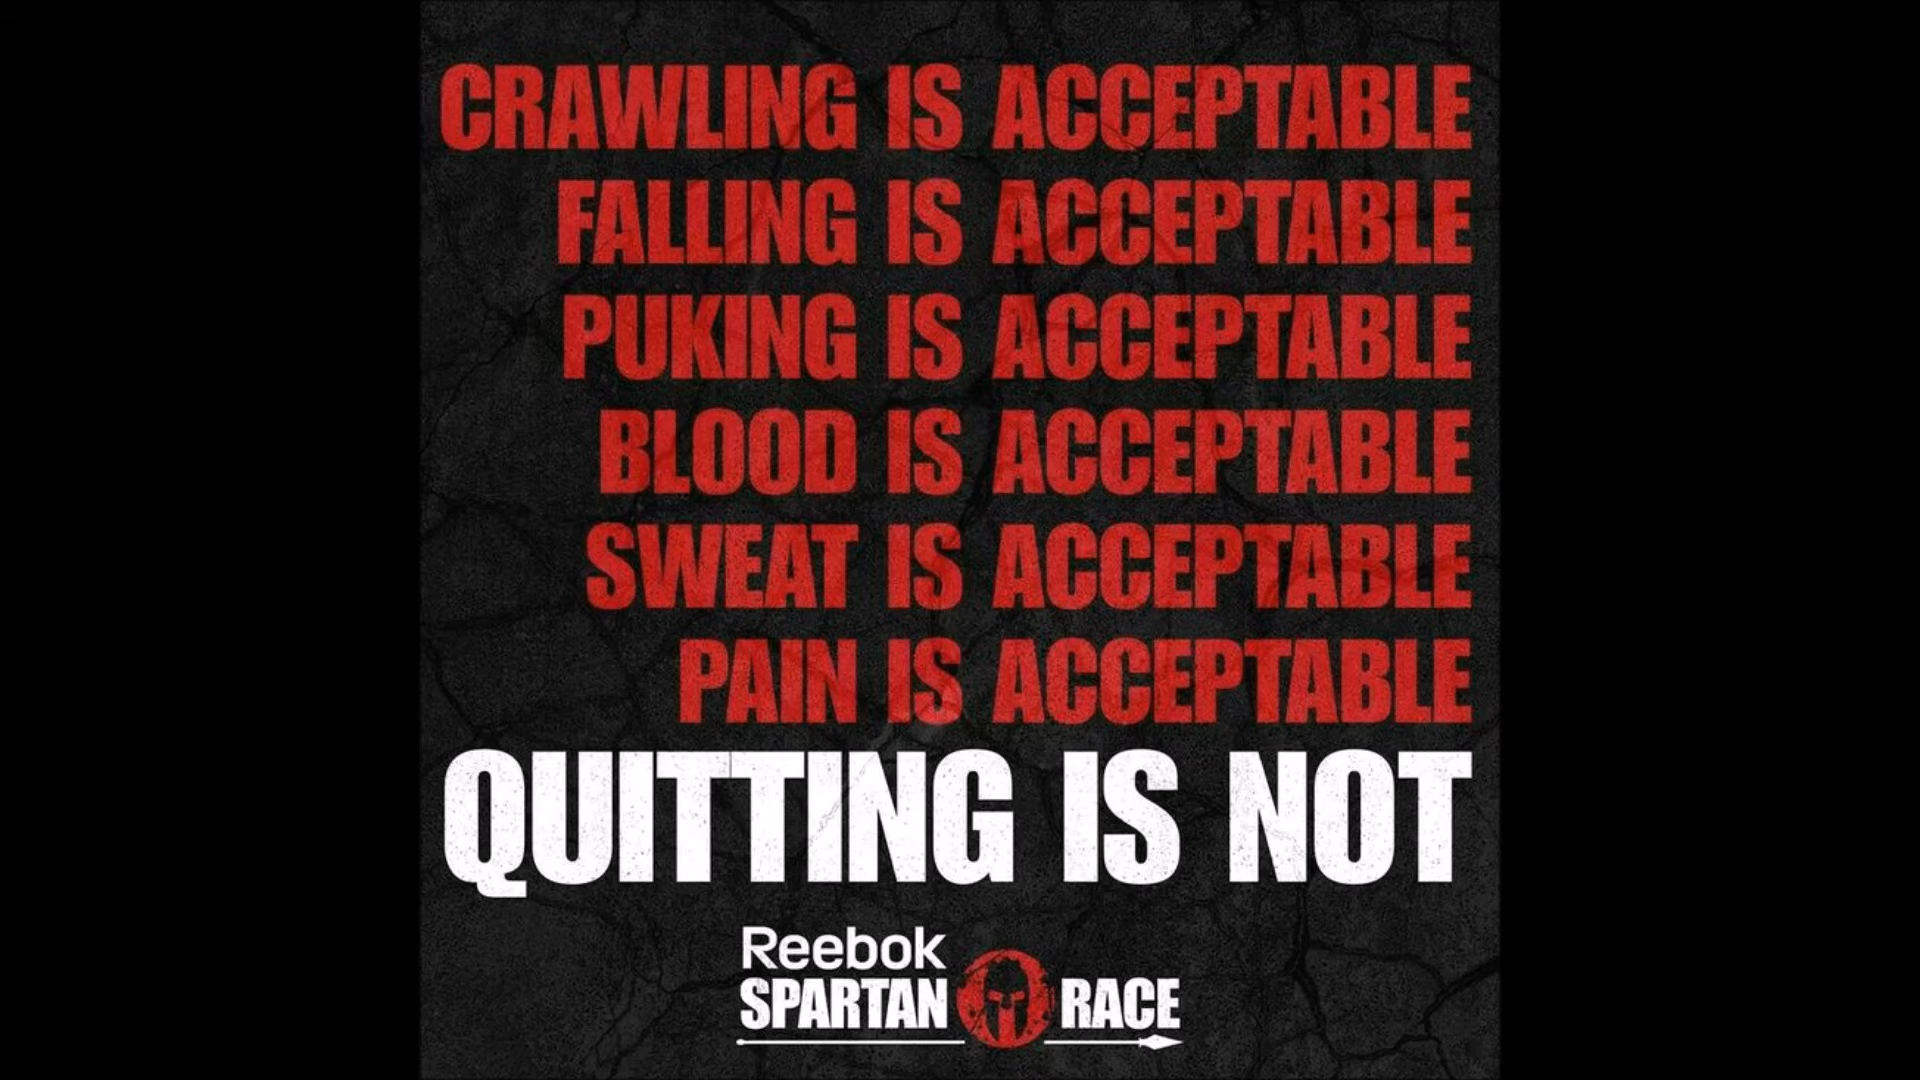 CRAWLING IS ACCEPTABLE
FALLING IS ACCEPTABLE
PUKING IS ACCEPTABLE
BLOOD IS ACCEPTABLE
SWEAT IS ACCEPTABLE
PAIN IS ACCEPTABLE
QUITTING IS NOT
Reebok
SPARTAN RACE